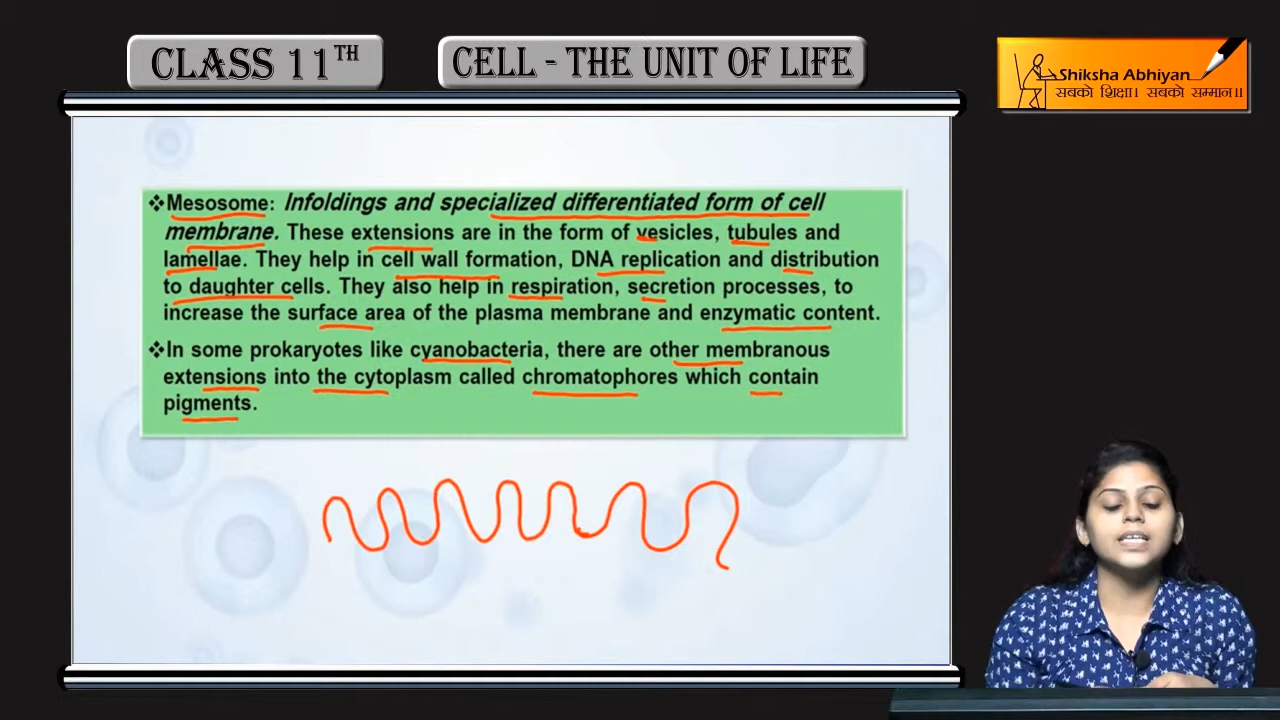 CLASS 11TH
CELL - THE UNIT OF LIFE
Shiksha Abhiyan
सबको शिक्षा। सबको सम्मान।।
❖Mesosome: Infoldings and specialized differentiated form of cell
membrane. These extensions are in the form of vesicles, tubules and
lamellae. They help in cell wall formation, DNA replication and distribution
to daughter cells. They also help in respiration, secretion processes, to
increase the surface area of the plasma membrane and enzymatic content.
❖In some prokaryotes like cyanobacteria, there are other membranous
extensions into the cytoplasm called chromatophores which contain
pigments.